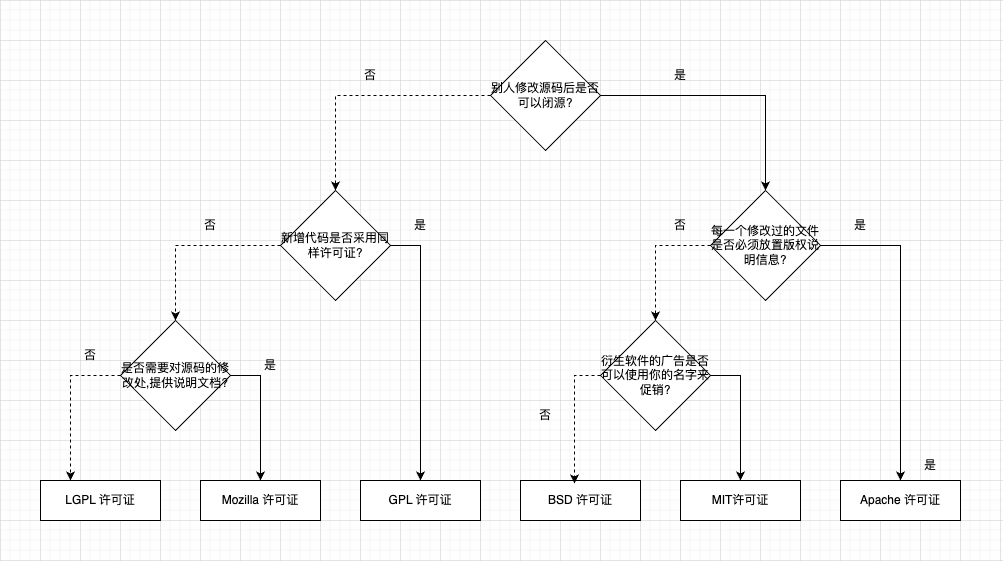 否
是
别人修改源码后是否
可以闭源?
否
是
新增代码是否采用同
样许可证?
否
是
每一个修改过的文件
是否必须放置版权说
明信息?
否
是
是否需要对源码的修
改处,提供说明文档?
否
衍生软件的广告是否
可以使用你的名字来
促销?
是
LGPL 许可证
Mozilla 许可证
GPL 许可证
BSD 许可证
MIT许可证
Apache 许可证